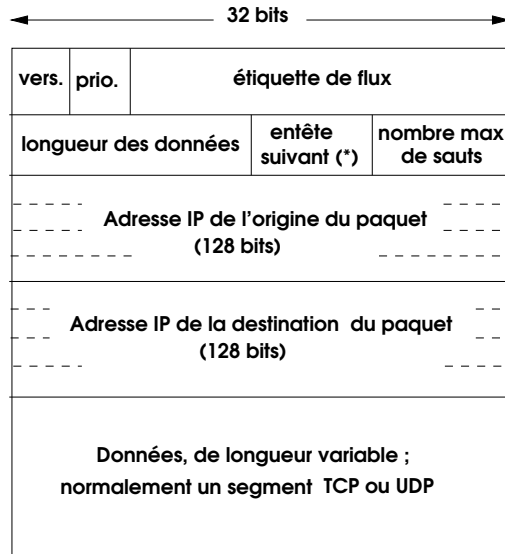 32 bits
vers. prio. étiquette de flux
longueur des données entête suivant (*) nombre max de sauts
Adresse IP de l'origine du paquet
(128 bits)
Adresse IP de la destination du paquet
(128 bits)
Données, de longueur variable ;
normalement un segment TCP ou UDP